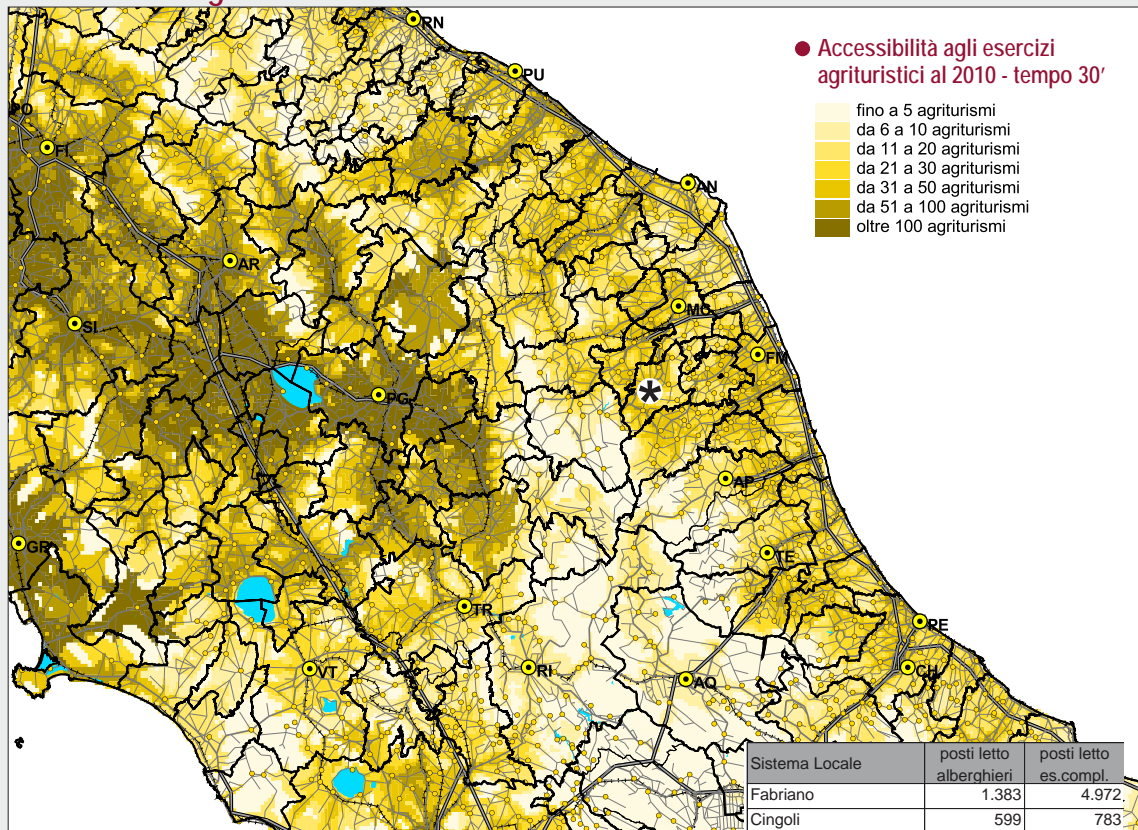 RN
● Accessibilità agli esercizi
agrituristici al 2010 - tempo 30'
PU
fino a 5 agriturismi
da 6 a 10 agriturismi
da 11 a 20 agriturismi
da 21 a 30 agriturismi
da 31 a 50 agriturismi
da 51 a 100 agriturismi
oltre 100 agriturismi
PO
FI
AN
AR
MC
SI
FM
PG
*
AP
GR
TE
TR
PE
VT
RI
AQ
CH
Sistema Locale posti letto alberghieri posti letto es.compl.
Fabriano 1.383 4.972
Cingoli 599 783